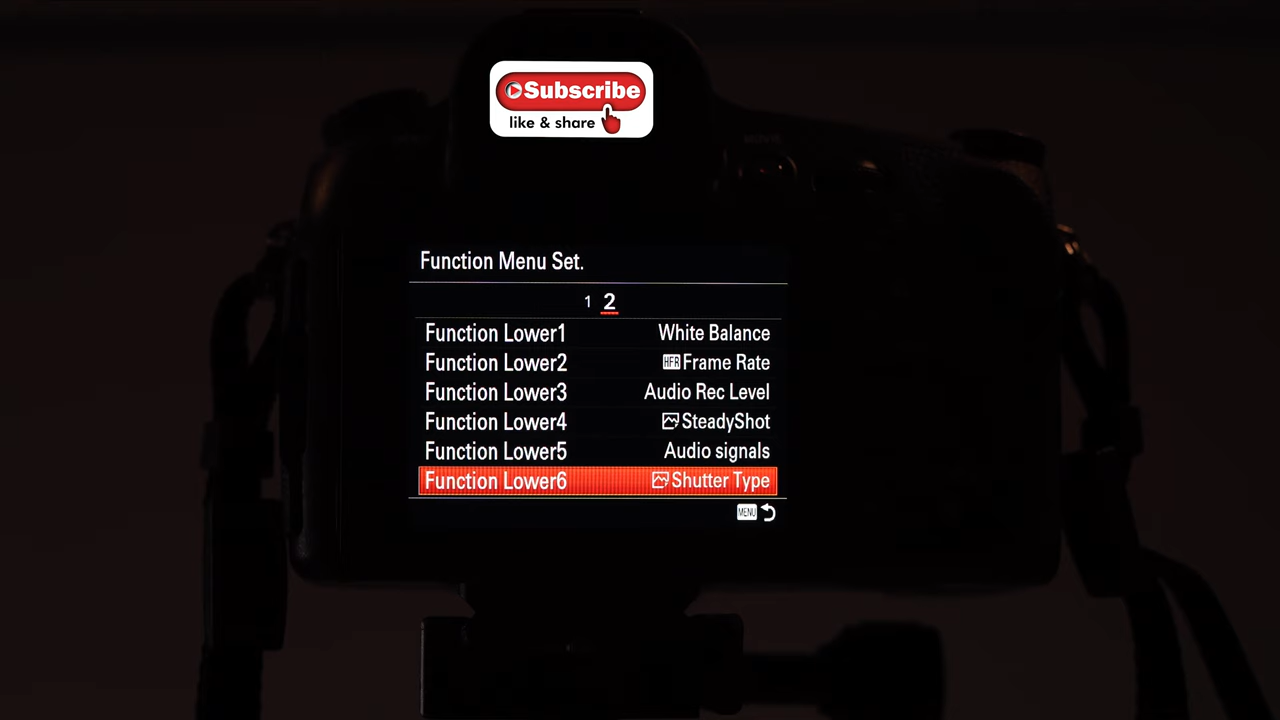 Subscribe
like & share
MOVIE
Function Menu Set.
1 2
Function Lower1 White Balance
Function Lower2 HFR Frame Rate
Function Lower3 Audio Rec Level
Function Lower4 SteadyShot
Function Lower5 Audio signals
Function Lower6 Shutter Type
MENU